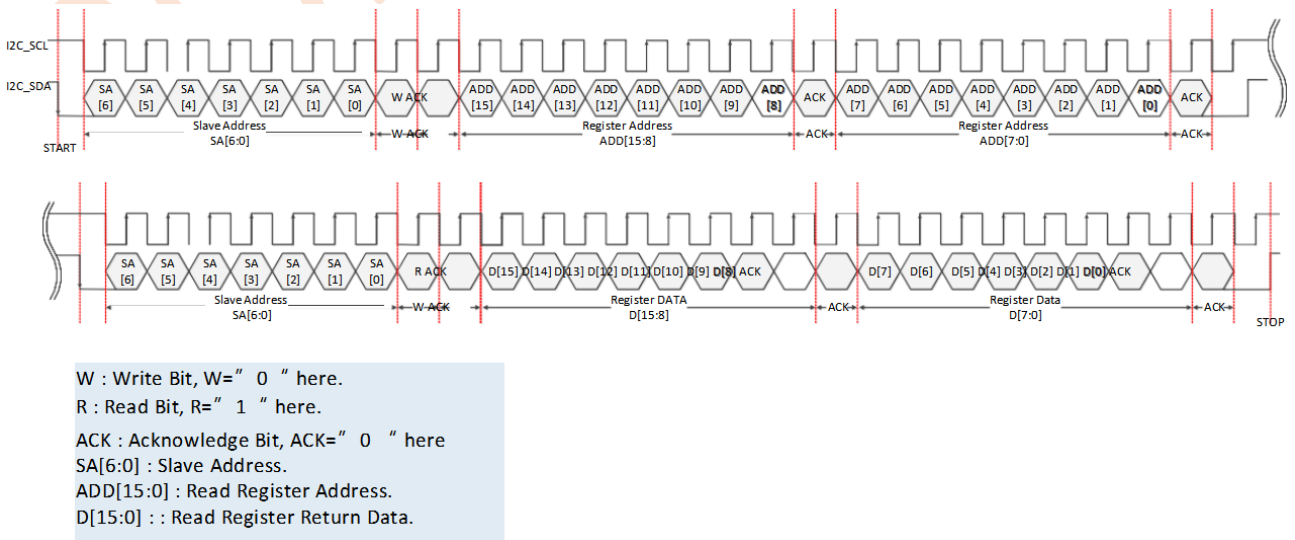 I2C_SCL
I2C_SDA
SA [6] SA [5] SA [4] SA [3] SA [2] SA [1] SA [0] W ACK ADD [15] ADD [14] ADD [13] ADD [12] ADD [11] ADD [10] ADD [9] ADD [8] ACK ADD [7] ADD [6] ADD [5] ADD [4] ADD [3] ADD [2] ADD [1] ADD [0] ACK
START
Slave Address
SA[6:0]
W ACK
Register Address
ADD[15:8]
ACK
Register Address
ADD[7:0]
ACK
SA [6] SA [5] SA [4] SA [3] SA [2] SA [1] SA [0] R ACK D[15] D[14] D[13] D[12] D[11] D[10] D[9] D[8] ACK D[7] D[6] D[5] D[4] D[3] D[2] D[1] D[0] ACK
Slave Address
SA[6:0]
W ACK
Register DATA
D[15:8]
ACK
Register Data
D[7:0]
ACK
STOP
W : Write Bit, W=” 0 “ here.
R : Read Bit, R=” 1 “ here.
ACK : Acknowledge Bit, ACK=” 0 “ here
SA[6:0] : Slave Address.
ADD[15:0] : Read Register Address.
D[15:0] : : Read Register Return Data.